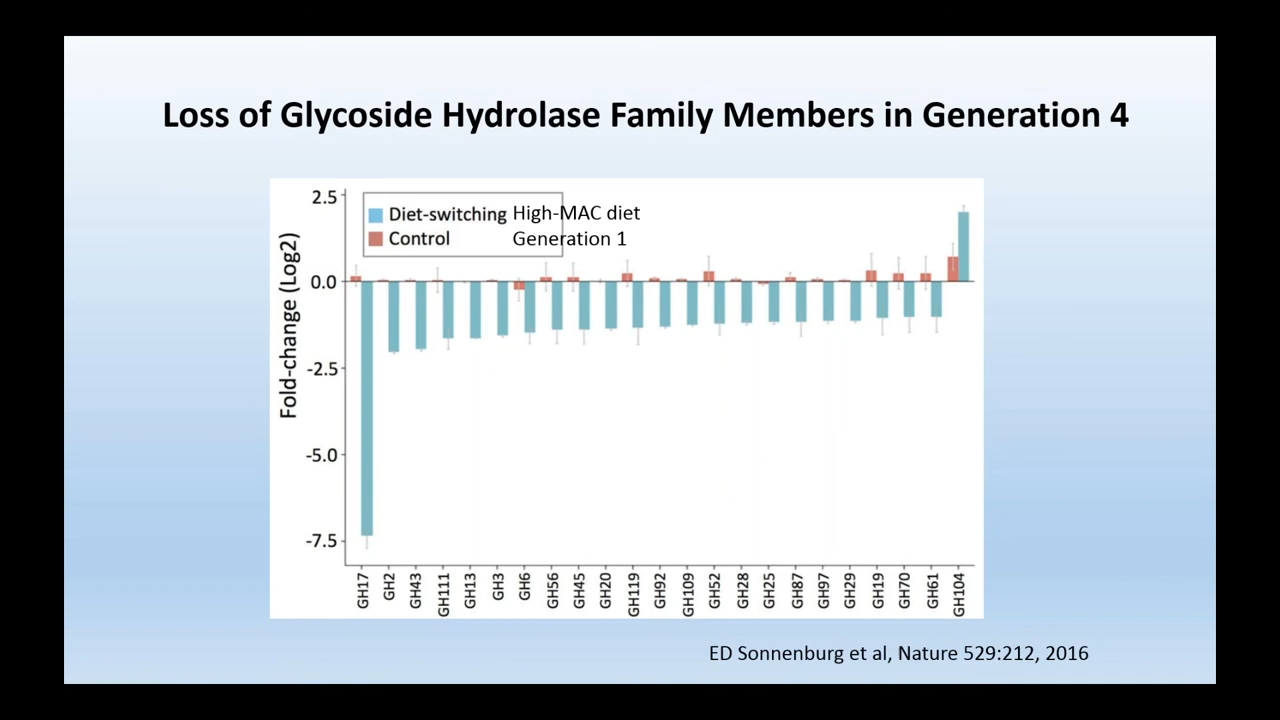 Loss of Glycoside Hydrolase Family Members in Generation 4
Fold-change (Log2)
2.5
0.0
-2.5
-5.0
-7.5
Diet-switching High-MAC diet
Control Generation 1
GH17
GH2
GH43
GH111
GH13
GH3
GH6
GH56
GH45
GH20
GH119
GH92
GH109
GH52
GH28
GH25
GH87
GH97
GH29
GH19
GH70
GH61
GH104
ED Sonnenburg et al, Nature 529:212, 2016